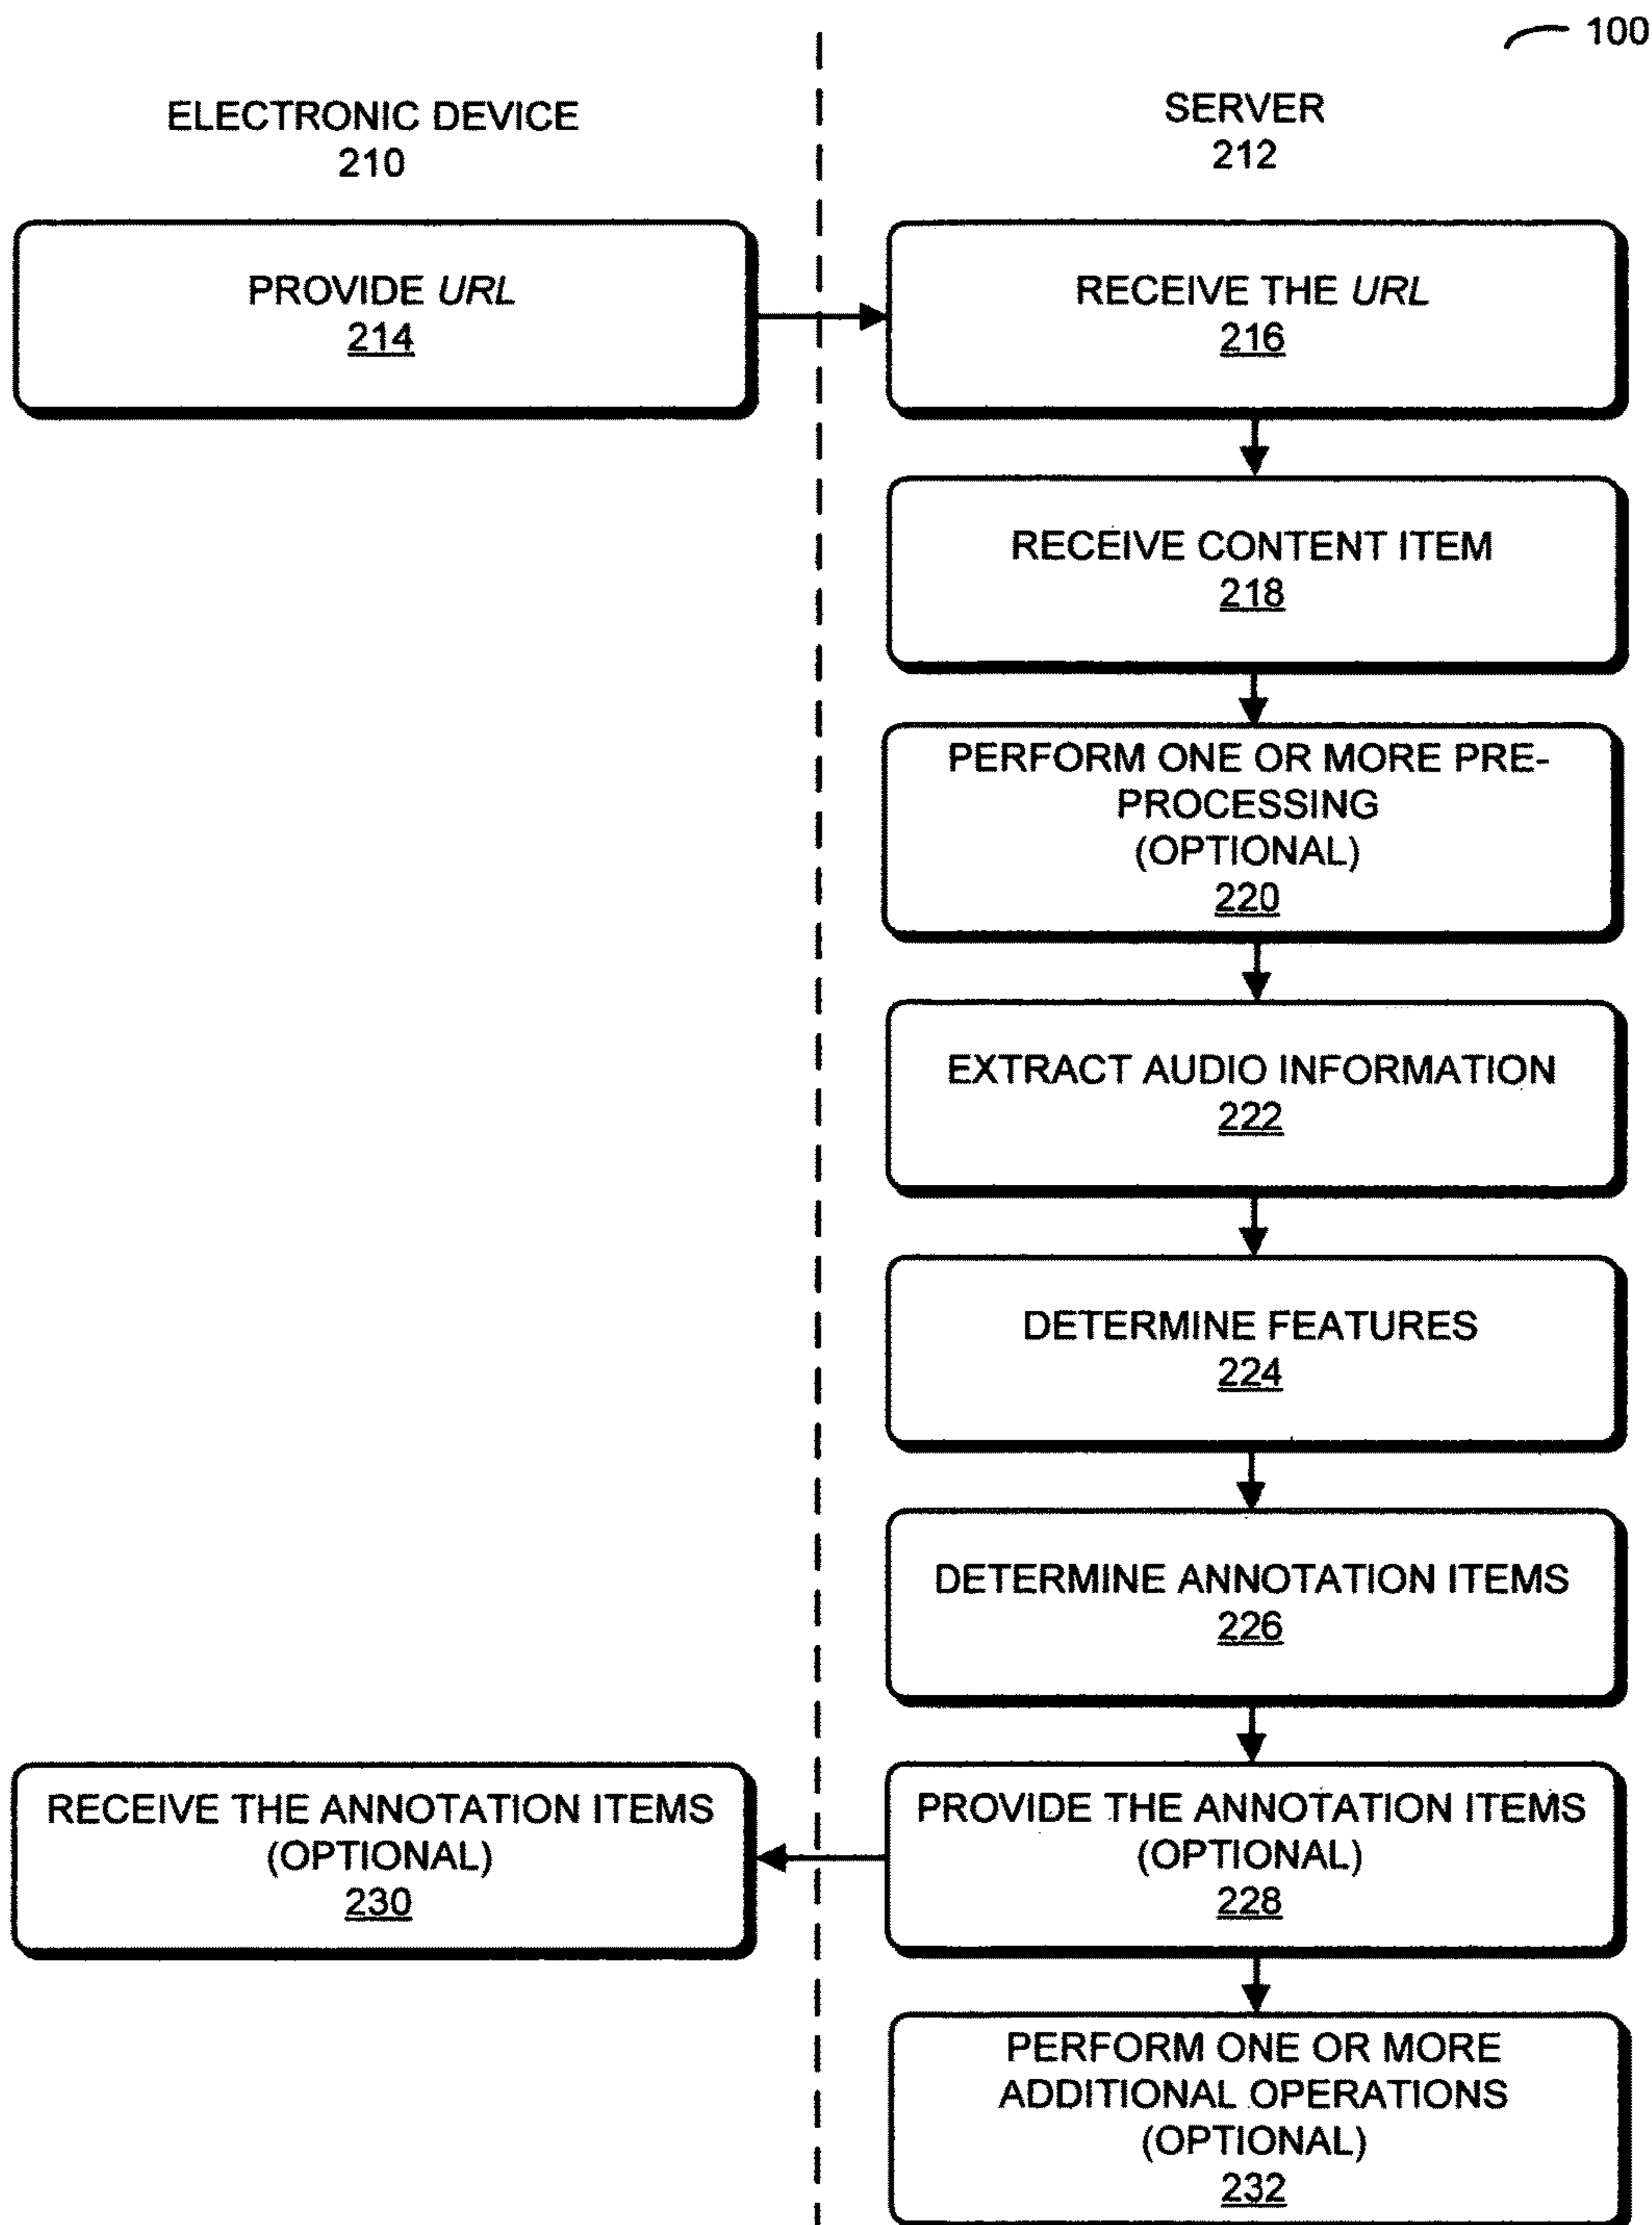 100
ELECTRONIC DEVICE
210
SERVER
212
PROVIDE URL
214
RECEIVE THE URL
216
RECEIVE CONTENT ITEM
218
PERFORM ONE OR MORE PRE-
PROCESSING
(OPTIONAL)
220
EXTRACT AUDIO INFORMATION
222
DETERMINE FEATURES
224
DETERMINE ANNOTATION ITEMS
226
RECEIVE THE ANNOTATION ITEMS
(OPTIONAL)
230
PROVIDE THE ANNOTATION ITEMS
(OPTIONAL)
228
PERFORM ONE OR MORE
ADDITIONAL OPERATIONS
(OPTIONAL)
232